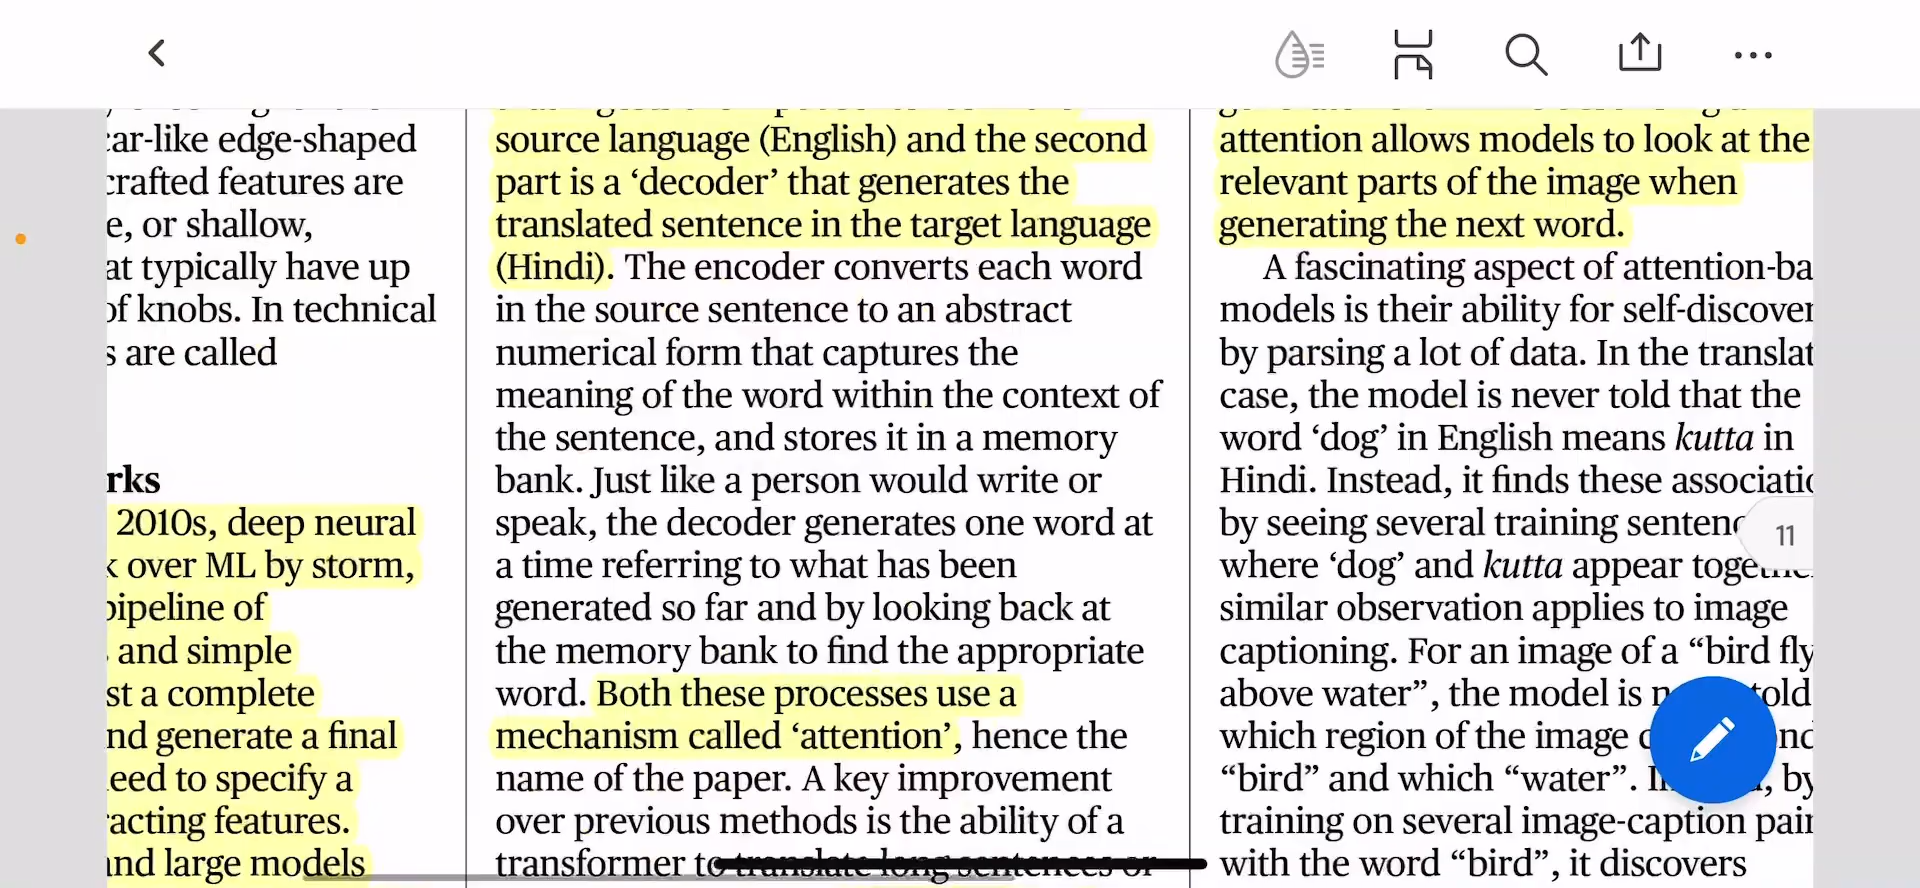 car-like edge-shaped
crafted features are
e, or shallow,
at typically have up
of knobs. In technical
s are called
rks
2010s, deep neural
k over ML by storm,
pipeline of
and simple
st a complete
nd generate a final
eed to specify a
acting features.
and large models
source language (English) and the second
part is a ‘decoder’ that generates the
translated sentence in the target language
(Hindi). The encoder converts each word
in the source sentence to an abstract
numerical form that captures the
meaning of the word within the context of
the sentence, and stores it in a memory
bank. Just like a person would write or
speak, the decoder generates one word at
a time referring to what has been
generated so far and by looking back at
the memory bank to find the appropriate
word. Both these processes use a
mechanism called ‘attention’, hence the
name of the paper. A key improvement
over previous methods is the ability of a
transformer to translate long sentences or
attention allows models to look at the
relevant parts of the image when
generating the next word.
A fascinating aspect of attention-ba
models is their ability for self-discover
by parsing a lot of data. In the translat
case, the model is never told that the
word ‘dog’ in English means kutta in
Hindi. Instead, it finds these associatio
by seeing several training sentenc
where ‘dog’ and kutta appear togethe
similar observation applies to image
captioning. For an image of a “bird fly
above water”, the model is n told
which region of the image c nd
“bird” and which “water”. I , by
training on several image-caption pair
with the word “bird”, it discovers
11